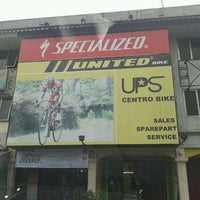 SPECIALIZED
UNITED BIKE
UPS
CENTRO BIKE
SALES
SPAREPART
SERVICE